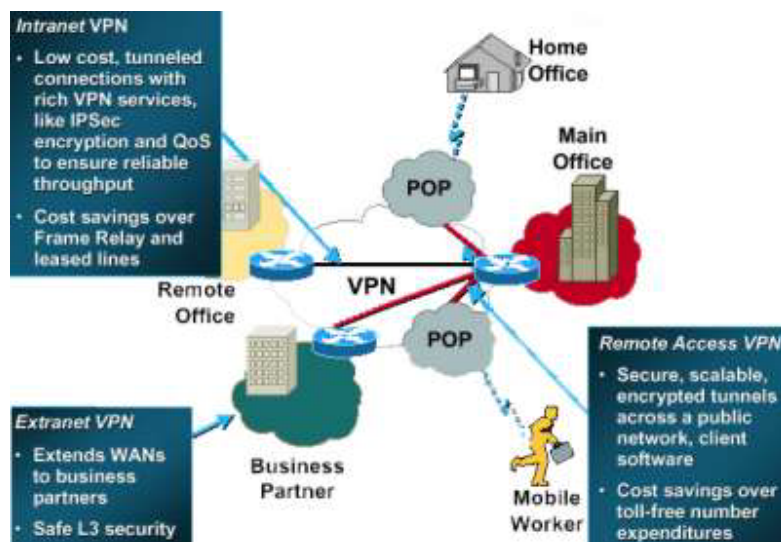 Intranet VPN
• Low cost, tunneled
connections with
rich VPN services,
like IPSec
encryption and QoS
to ensure reliable
throughput
• Cost savings over
Frame Relay and
leased lines
Home
Office
Main
Office
POP
VPN
Remote
Office
POP
Business
Partner
Mobile
Worker
Extranet VPN
• Extends WANs
to business
partners
• Safe L3 security
Remote Access VPN
• Secure, scalable,
encrypted tunnels
across a public
network, client
software
• Cost savings over
toll-free number
expenditures